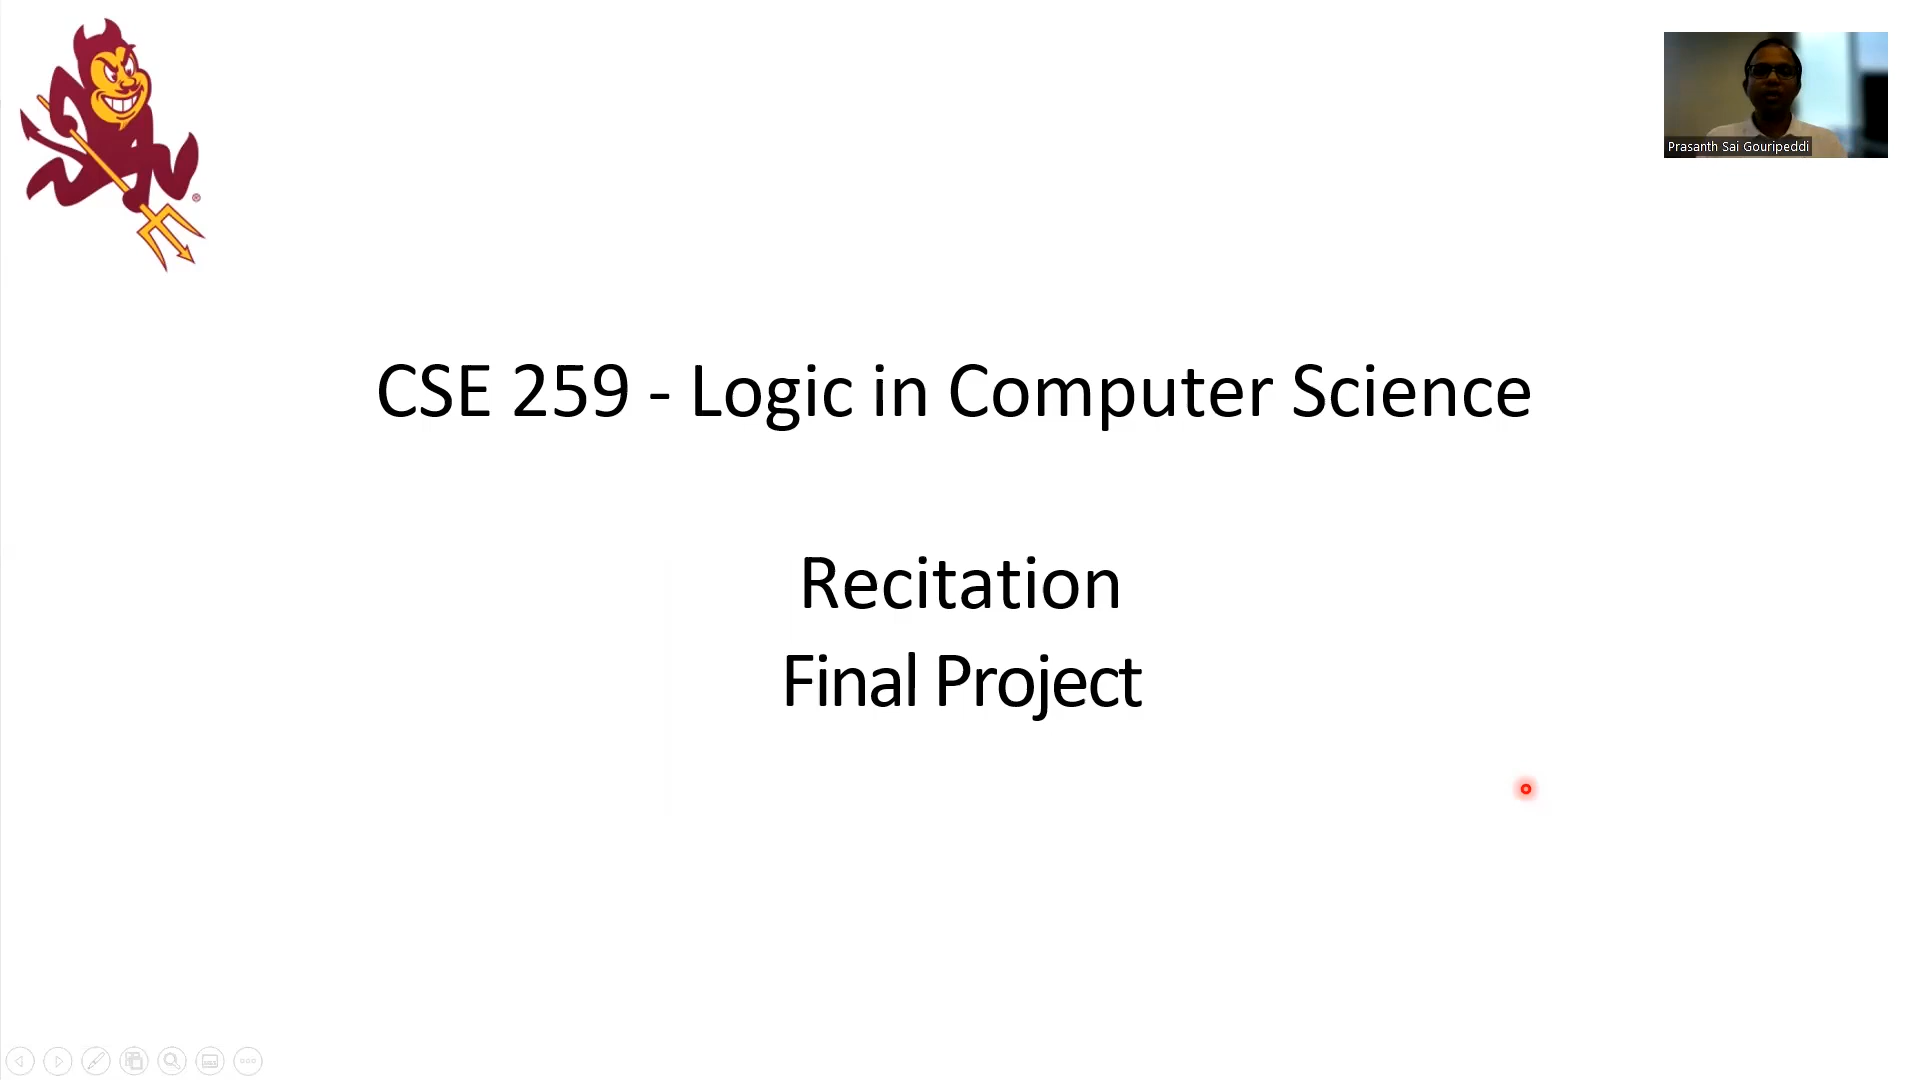 Prasanth Sai Gouripeddi
CSE 259 - Logic in Computer Science
Recitation
Final Project